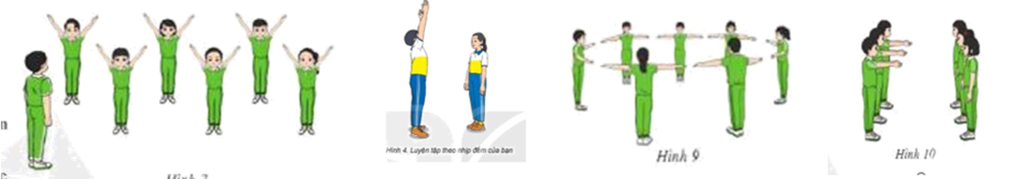 Hình 4. Luyện tập theo nhịp đếm của bạn
Hình 9
Hình 10